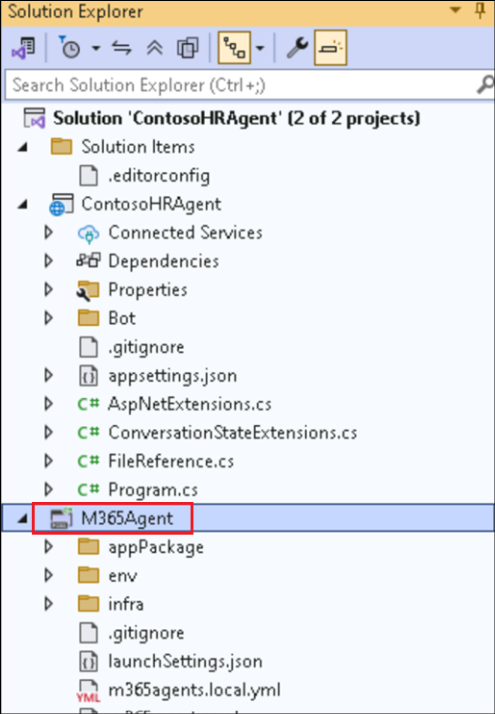 Solution Explorer
Search Solution Explorer (Ctrl+;)
Solution 'ContosoHRAgent' (2 of 2 projects)
Solution Items
.editorconfig
ContosoHRAgent
Connected Services
Dependencies
Properties
Bot
.gitignore
appsettings.json
C# AspNetExtensions.cs
C# ConversationStateExtensions.cs
C# FileReference.cs
C# Program.cs
M365Agent
appPackage
env
infra
.gitignore
launchSettings.json
YML m365agents.local.yml